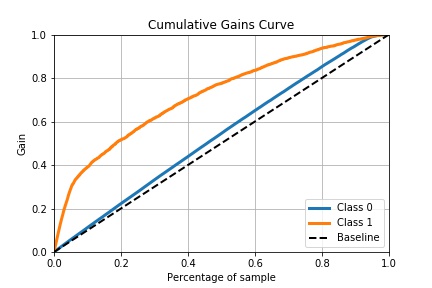 Cumulative Gains Curve
1.0
0.8
0.6
0.4
0.2
0.0
Gain
0.0 0.2 0.4 0.6 0.8 1.0
Percentage of sample
Class 0
Class 1
Baseline